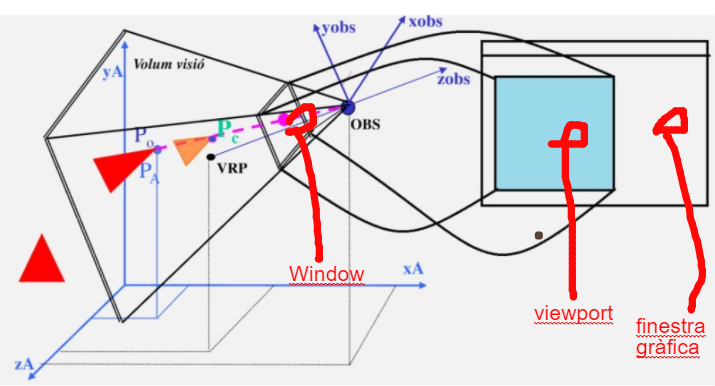 yobs
xobs
yA
Volum visió
zobs
Po
Pc
OBS
PA
VRP
Window
xA
viewport
finestra
gràfica
zA